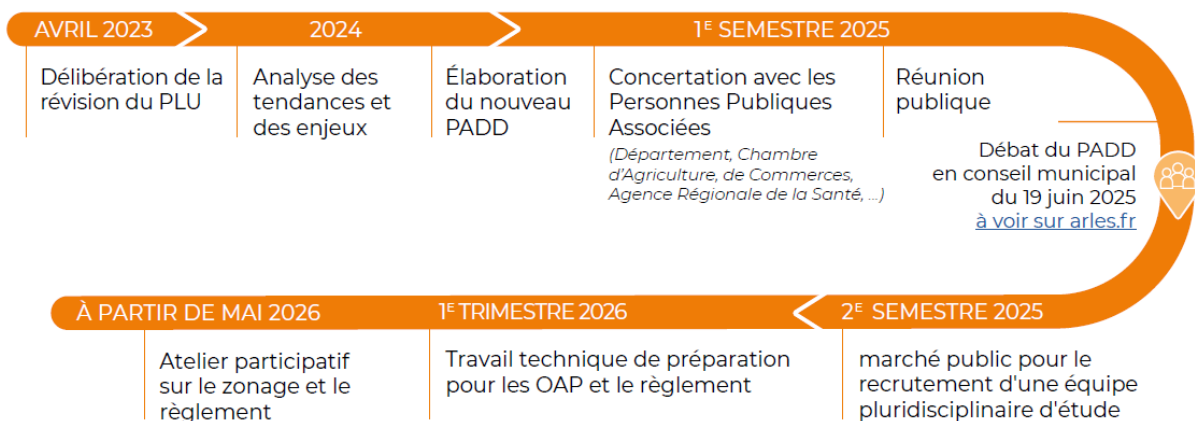 AVRIL 2023
2024
1E SEMESTRE 2025
Délibération de la
révision du PLU
Analyse des
tendances et
des enjeux
Élaboration
du nouveau
PADD
Concertation avec les
Personnes Publiques
Associées
(Département, Chambre
d'Agriculture, de Commerces,
Agence Régionale de la Santé, ...)
Réunion
publique
Débat du PADD
en conseil municipal
du 19 juin 2025
à voir sur arles.fr
2E SEMESTRE 2025
marché public pour le
recrutement d'une équipe
pluridisciplinaire d'étude
1E TRIMESTRE 2026
Travail technique de préparation
pour les OAP et le règlement
À PARTIR DE MAI 2026
Atelier participatif
sur le zonage et le
règlement